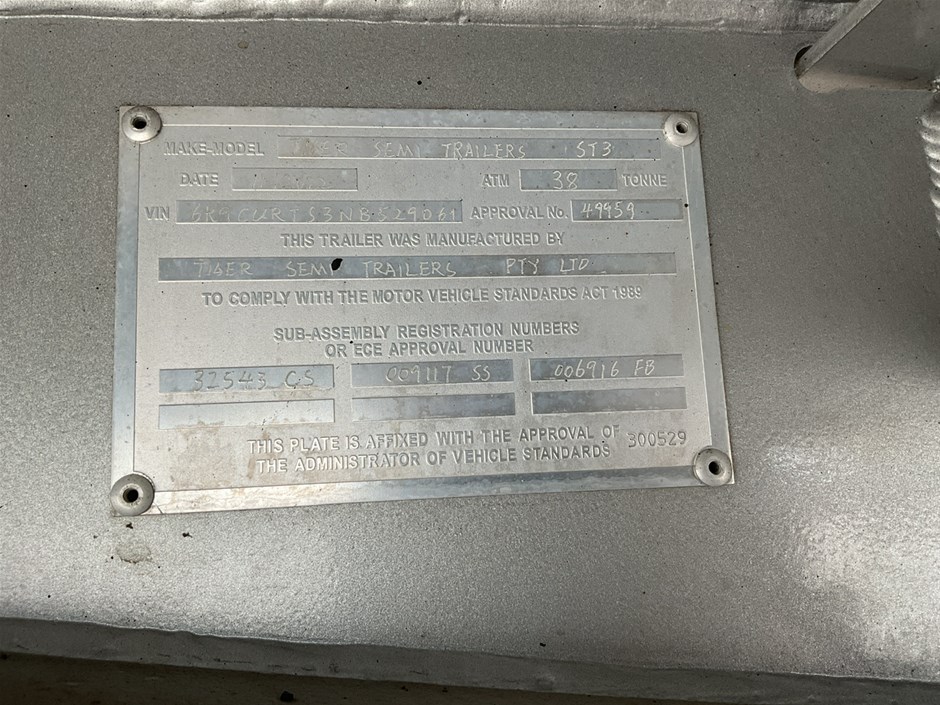 MAKE-MODEL TIGER SEMI TRAILERS ST3
DATE ATM 38 TONNE
VIN APPROVAL No. 49959
THIS TRAILER WAS MANUFACTURED BY
TIGER SEMI TRAILERS PTY LTD
TO COMPLY WITH THE MOTOR VEHICLE STANDARDS ACT 1989
SUB-ASSEMBLY REGISTRATION NUMBERS
OR ECE APPROVAL NUMBER
32543 GS 009117 SS 006916 FB
THIS PLATE IS AFFIXED WITH THE APPROVAL OF 300529
THE ADMINISTRATOR OF VEHICLE STANDARDS